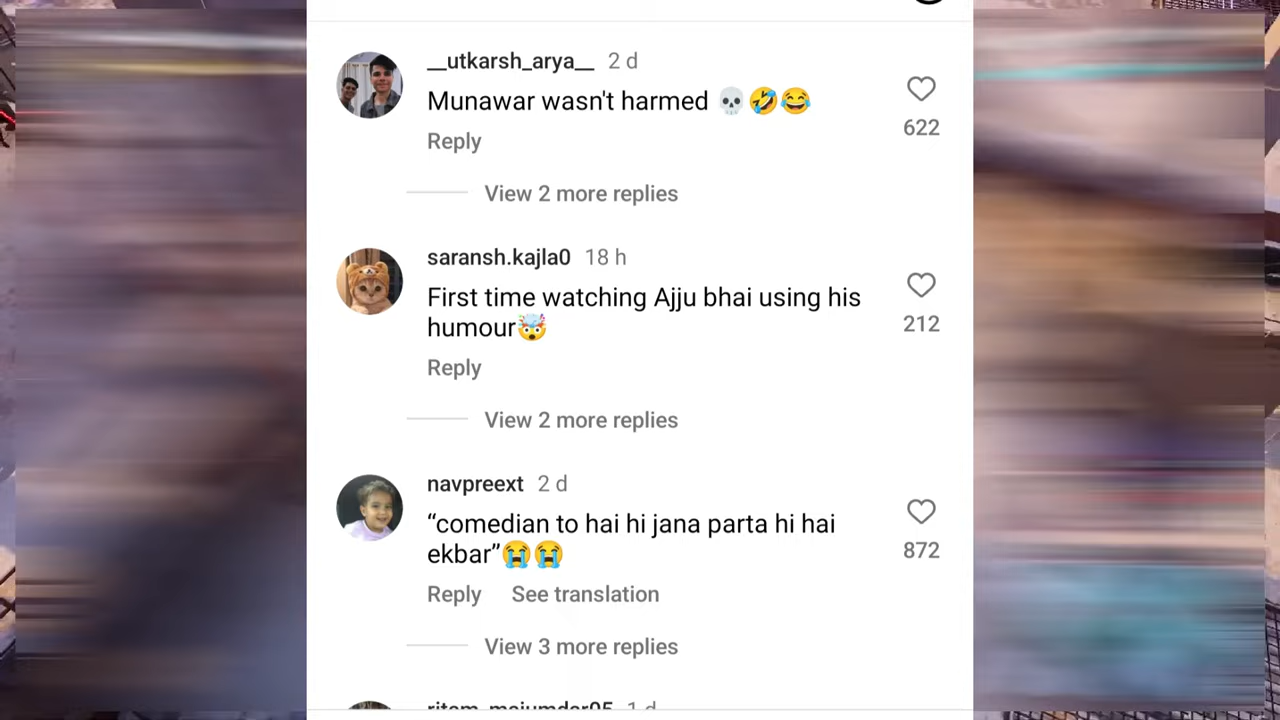 __utkarsh_arya__ 2 d
Munawar wasn't harmed 💀🤣😂
622
Reply
View 2 more replies
saransh.kajla0 18 h
First time watching Ajju bhai using his
humour🤯
212
Reply
View 2 more replies
navpreext 2 d
“comedian to hai hi jana parta hi hai
ekbar”😭😭
872
Reply See translation
View 3 more replies
ritam_majumdar05 1 d